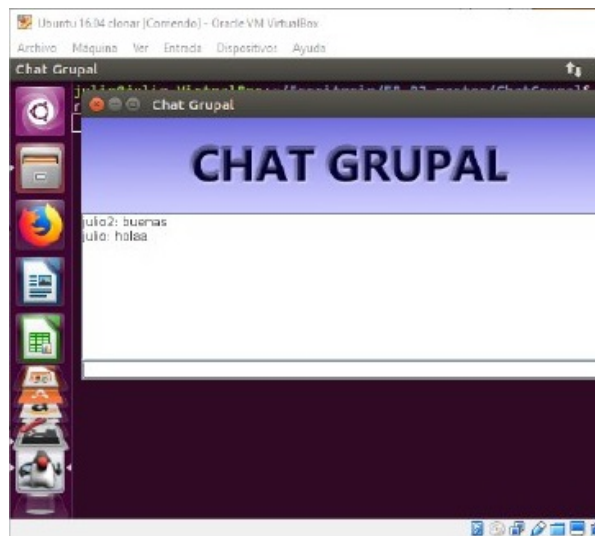 Ubuntu 16.04 clonar [Corriendo] - Oracle VM VirtualBox
Archivo Máquina Ver Entrada Dispositivos Ayuda
Chat Grupal
Chat Grupal
CHAT GRUPAL
julio2: buenas
julio: holaa